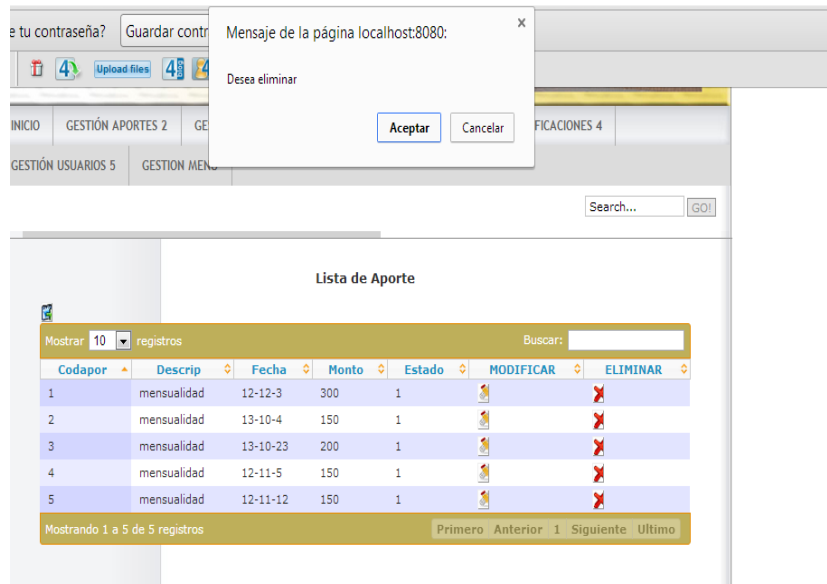 e tu contraseña? Guardar contr
Mensaje de la página localhost:8080: x
Desea eliminar
Aceptar Cancelar
4 Upload files 4 4
INICIO GESTIÓN APORTES 2 GE FICACIONES 4
GESTIÓN USUARIOS 5 GESTION MENU
Search... GO!
Lista de Aporte
Mostrar 10 registros Buscar:
Codapor Descrip Fecha Monto Estado MODIFICAR ELIMINAR
1 mensualidad 12-12-3 300 1
2 mensualidad 13-10-4 150 1
3 mensualidad 13-10-23 200 1
4 mensualidad 12-11-5 150 1
5 mensualidad 12-11-12 150 1
Mostrando 1 a 5 de 5 registros Primero Anterior 1 Siguiente Ultimo